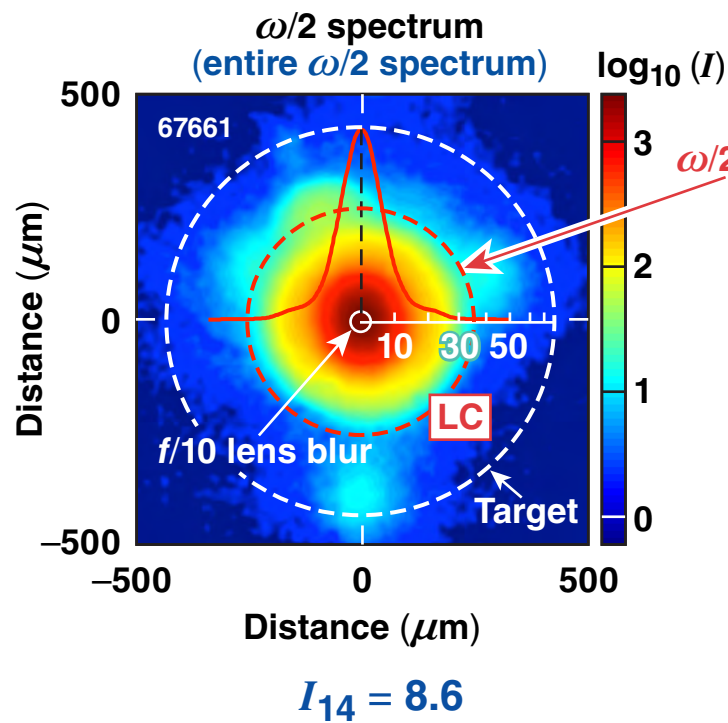 ω/2 spectrum
(entire ω/2 spectrum)
log₁₀ (I)
500
67661
3
ω/2
2
Distance (μm)
0
10 30 50
1
LC
f/10 lens blur
Target
0
–500
–500 0 500
Distance (μm)
I₁₄ = 8.6